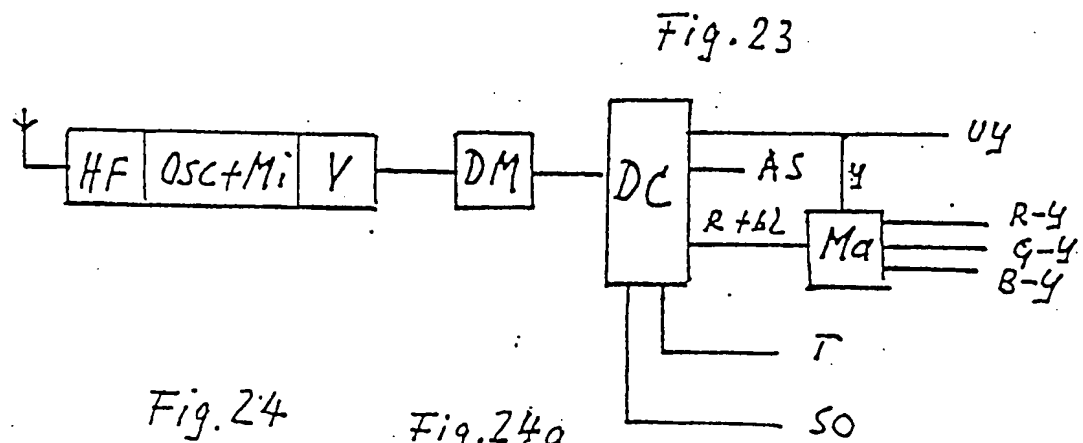 Fig. 23
HF Osc+Mi V
DM
DC
UY
AS
y
R+bl
Ma
R-y
G-y
B-y
T
SO
Fig. 24
Fig. 24a